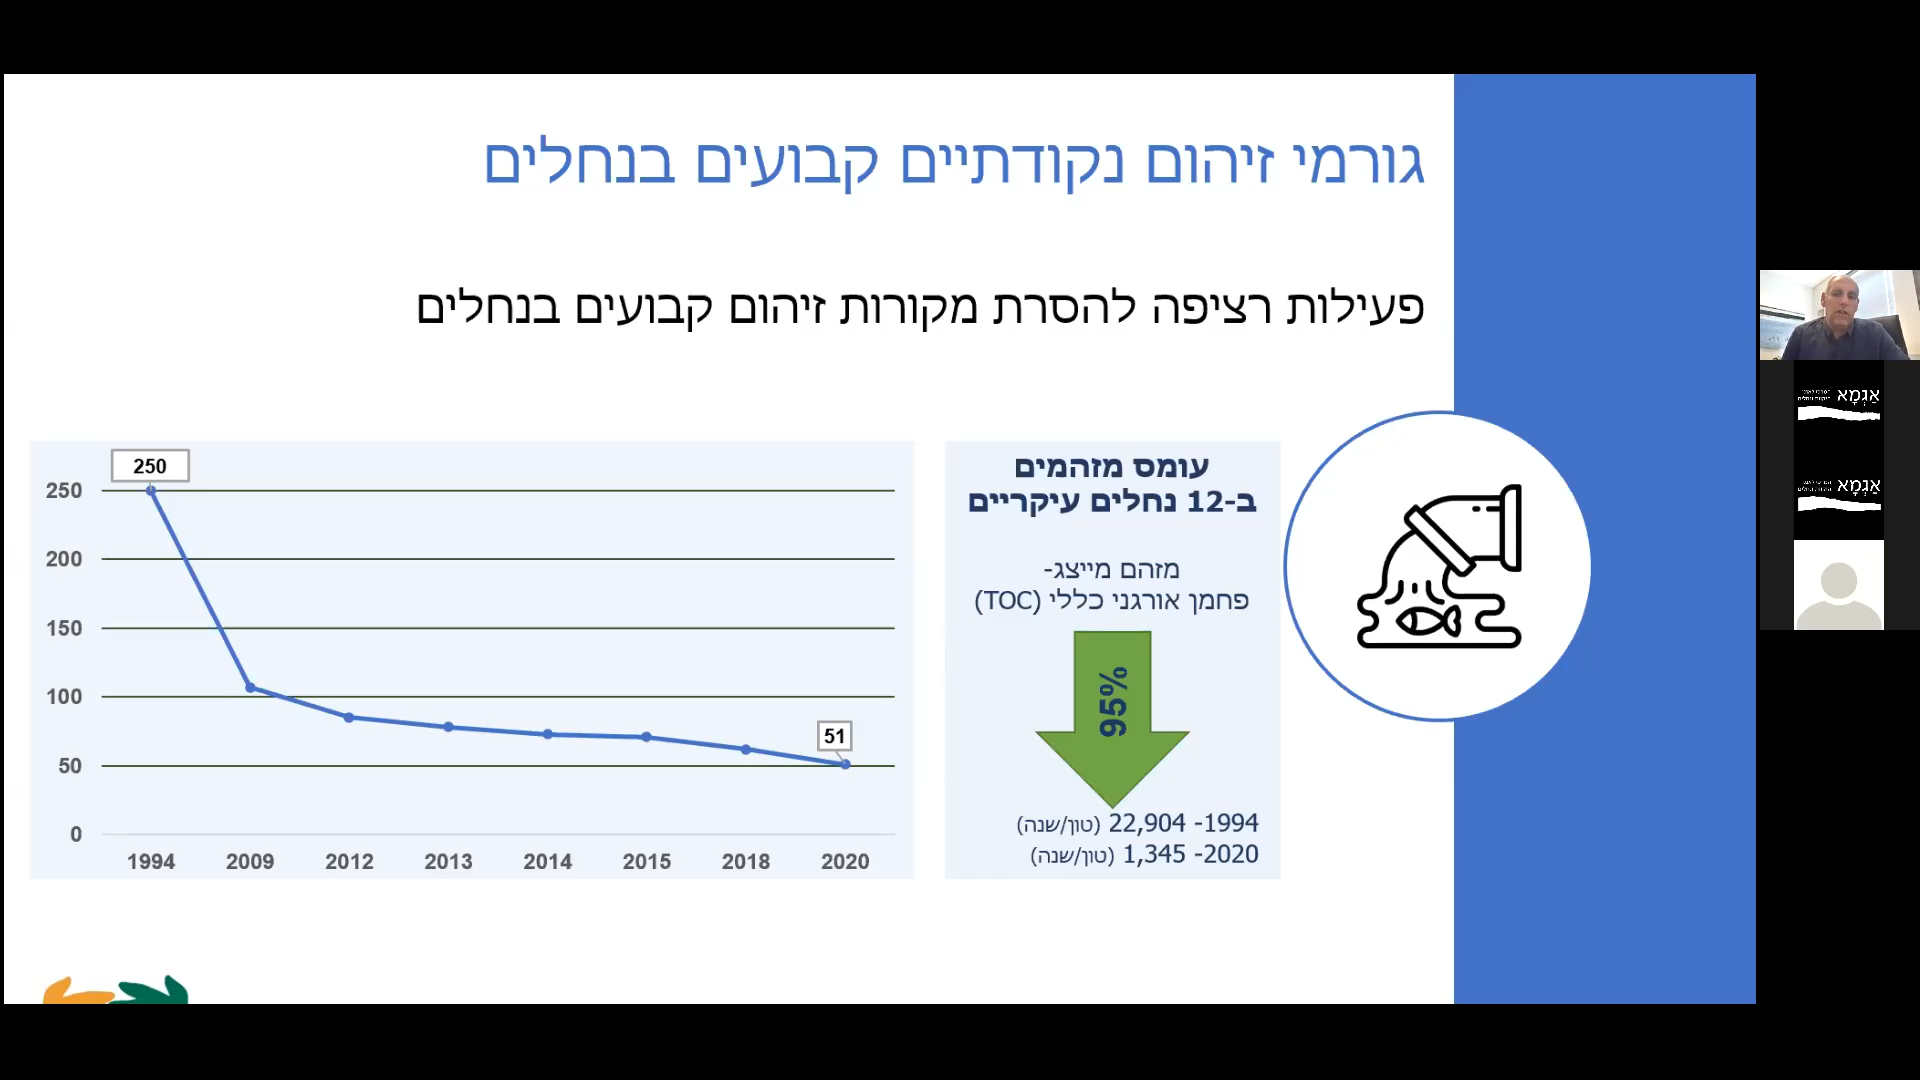 גורמי זיהום נקודתיים קבועים בנחלים
פעילות רציפה להסרת מקורות זיהום קבועים בנחלים
עומס מזהמים
ב-12 נחלים עיקריים
מזהם מייצג-
פחמן אורגני כללי (TOC)
95%
1994- 22,904 (טון/שנה)
2020- 1,345 (טון/שנה)
250
51
250
200
150
100
50
0
1994 2009 2012 2013 2014 2015 2018 2020
אַגְמָא
אַגְמָא